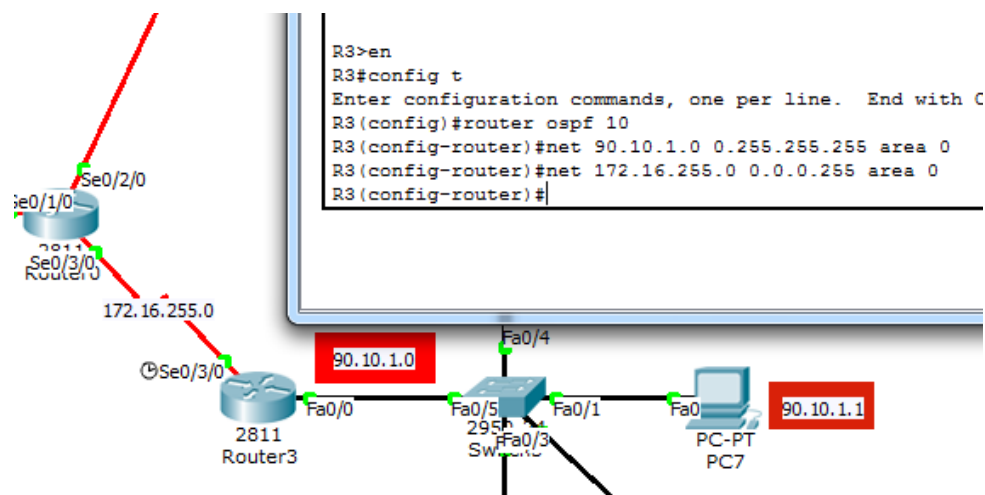 R3>en
R3#config t
Enter configuration commands, one per line. End with
R3(config)#router ospf 10
R3(config-router)#net 90.10.1.0 0.255.255.255 area 0
R3(config-router)#net 172.16.255.0 0.0.0.255 area 0
R3(config-router)#
Se0/2/0
Se0/1/0
2811
Se0/3/0
Router0
172.16.255.0
Se0/3/0
90.10.1.0
Fa0/4
Fa0/0
Fa0/5
Fa0/1
Fa0
90.10.1.1
2811
Router3
Fa0/3
PC-PT
PC7